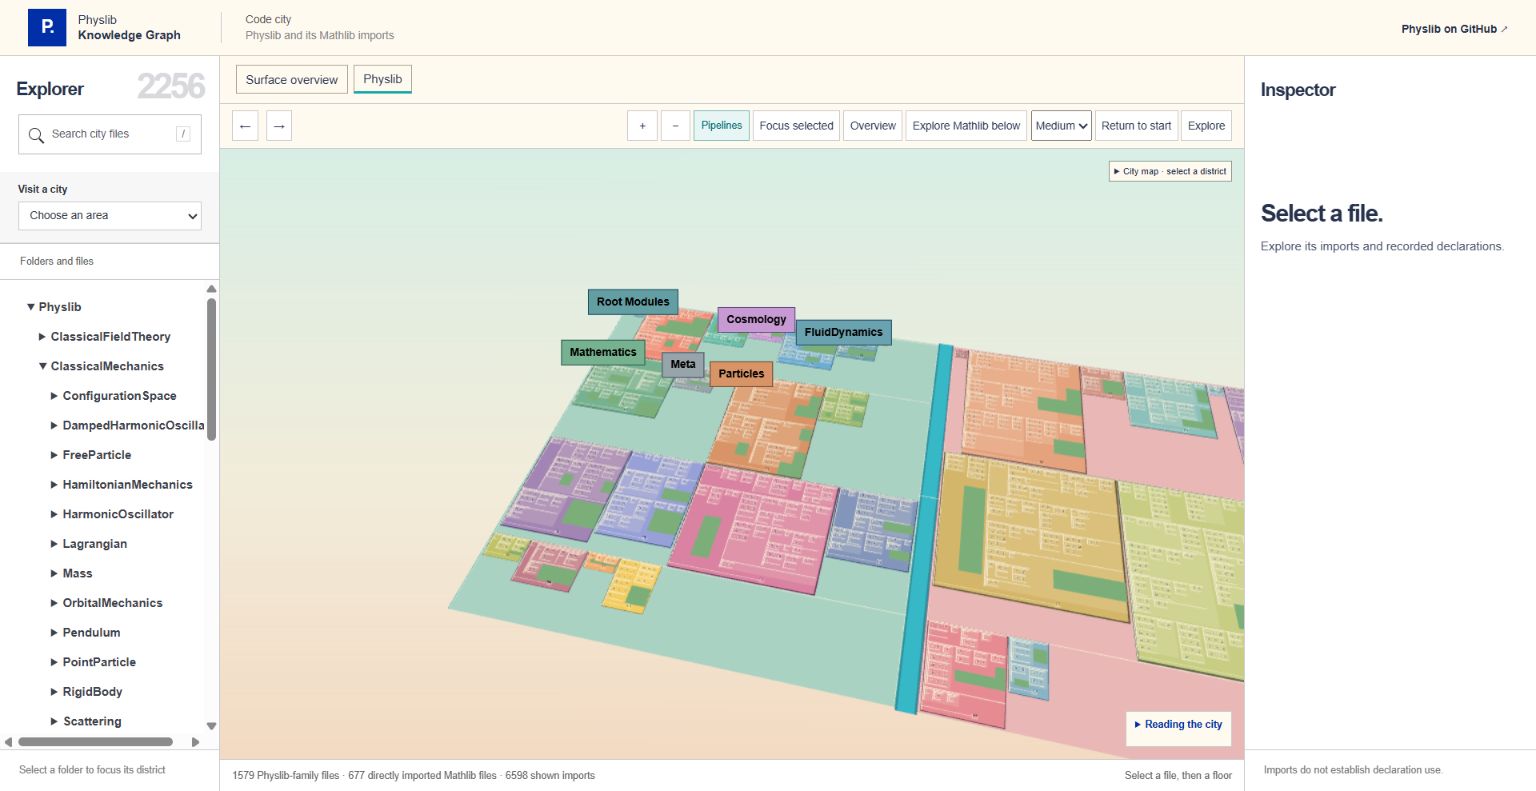 P.
Physlib
Knowledge Graph
Code city
Physlib and its Mathlib imports
Physlib on GitHub ↗
Explorer
2256
Search city files
/
Visit a city
Choose an area
Folders and files
▼ Physlib
▶ ClassicalFieldTheory
▼ ClassicalMechanics
▶ ConfigurationSpace
▶ DampedHarmonicOscilla
▶ FreeParticle
▶ HamiltonianMechanics
▶ HarmonicOscillator
▶ Lagrangian
▶ Mass
▶ OrbitalMechanics
▶ Pendulum
▶ PointParticle
▶ RigidBody
▶ Scattering
Select a folder to focus its district
Surface overview
Physlib
← →
+ − Pipelines Focus selected Overview Explore Mathlib below Medium Return to start Explore
▶ City map · select a district
Root Modules
Cosmology
FluidDynamics
Mathematics
Meta
Particles
▶ Reading the city
1579 Physlib-family files · 677 directly imported Mathlib files · 6598 shown imports
Select a file, then a floor
Inspector
Select a file.
Explore its imports and recorded declarations.
Imports do not establish declaration use.